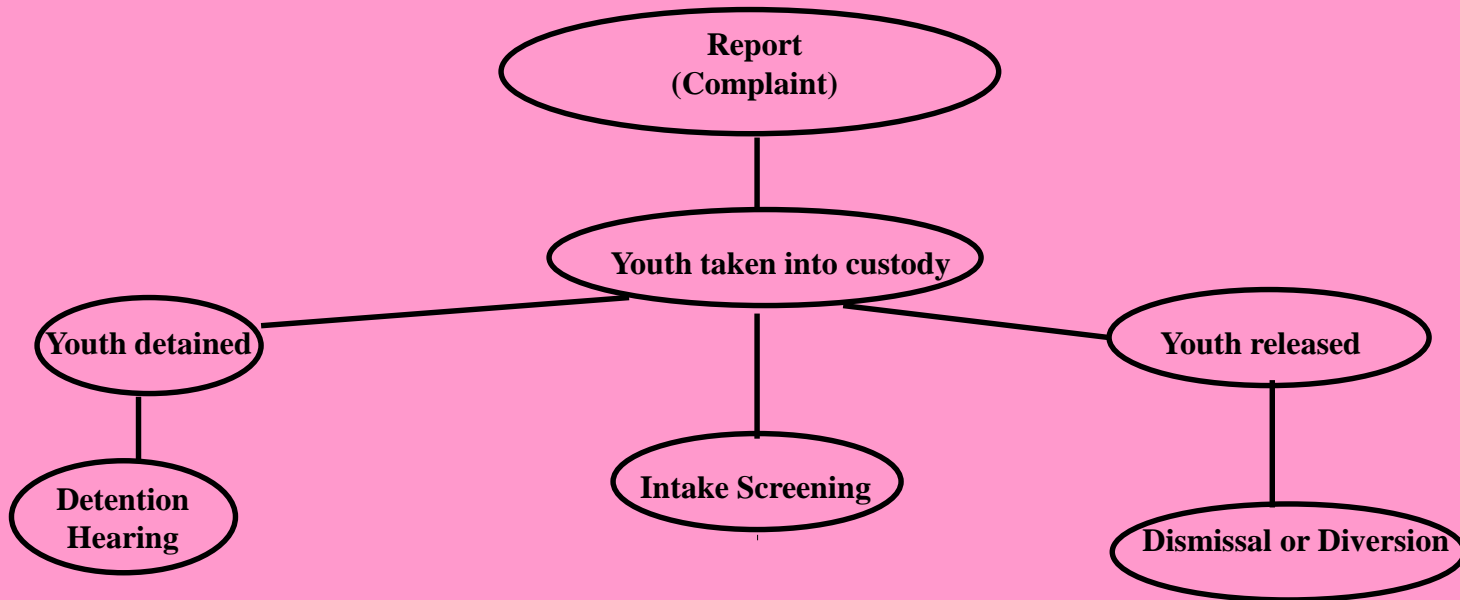 Report
(Complaint)
Youth taken into custody
Youth detained
Youth released
Intake Screening
Detention
Hearing
Dismissal or Diversion